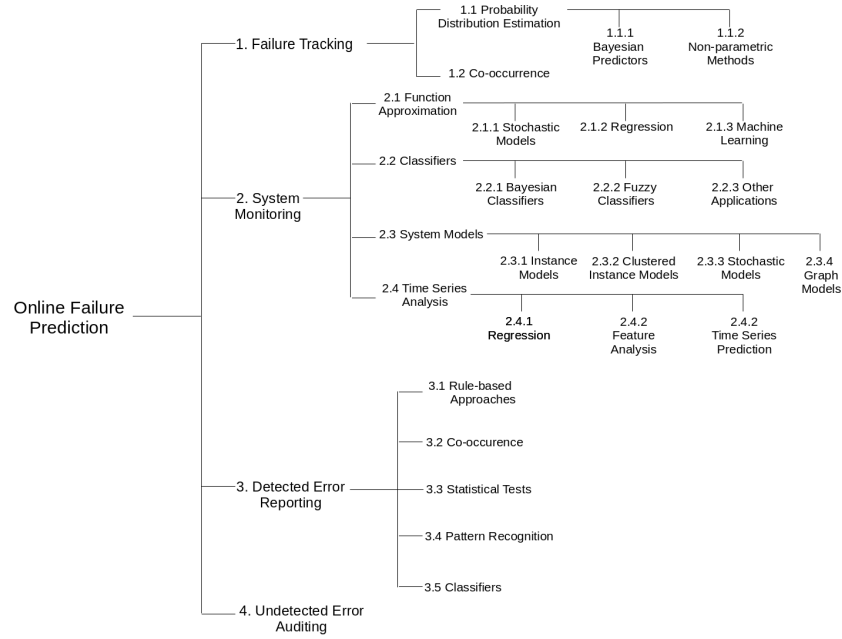 Online Failure
Prediction
1. Failure Tracking
1.1 Probability
Distribution Estimation
1.1.1
Bayesian
Predictors
1.1.2
Non-parametric
Methods
1.2 Co-occurrence
2. System
Monitoring
2.1 Function
Approximation
2.1.1 Stochastic
Models
2.1.2 Regression
2.1.3 Machine
Learning
2.2 Classifiers
2.2.1 Bayesian
Classifiers
2.2.2 Fuzzy
Classifiers
2.2.3 Other
Applications
2.3 System Models
2.3.1 Instance
Models
2.3.2 Clustered
Instance Models
2.3.3 Stochastic
Models
2.3.4
Graph
Models
2.4 Time Series
Analysis
2.4.1
Regression
2.4.2
Feature
Analysis
2.4.2
Time Series
Prediction
3. Detected Error
Reporting
3.1 Rule-based
Approaches
3.2 Co-occurence
3.3 Statistical Tests
3.4 Pattern Recognition
3.5 Classifiers
4. Undetected Error
Auditing